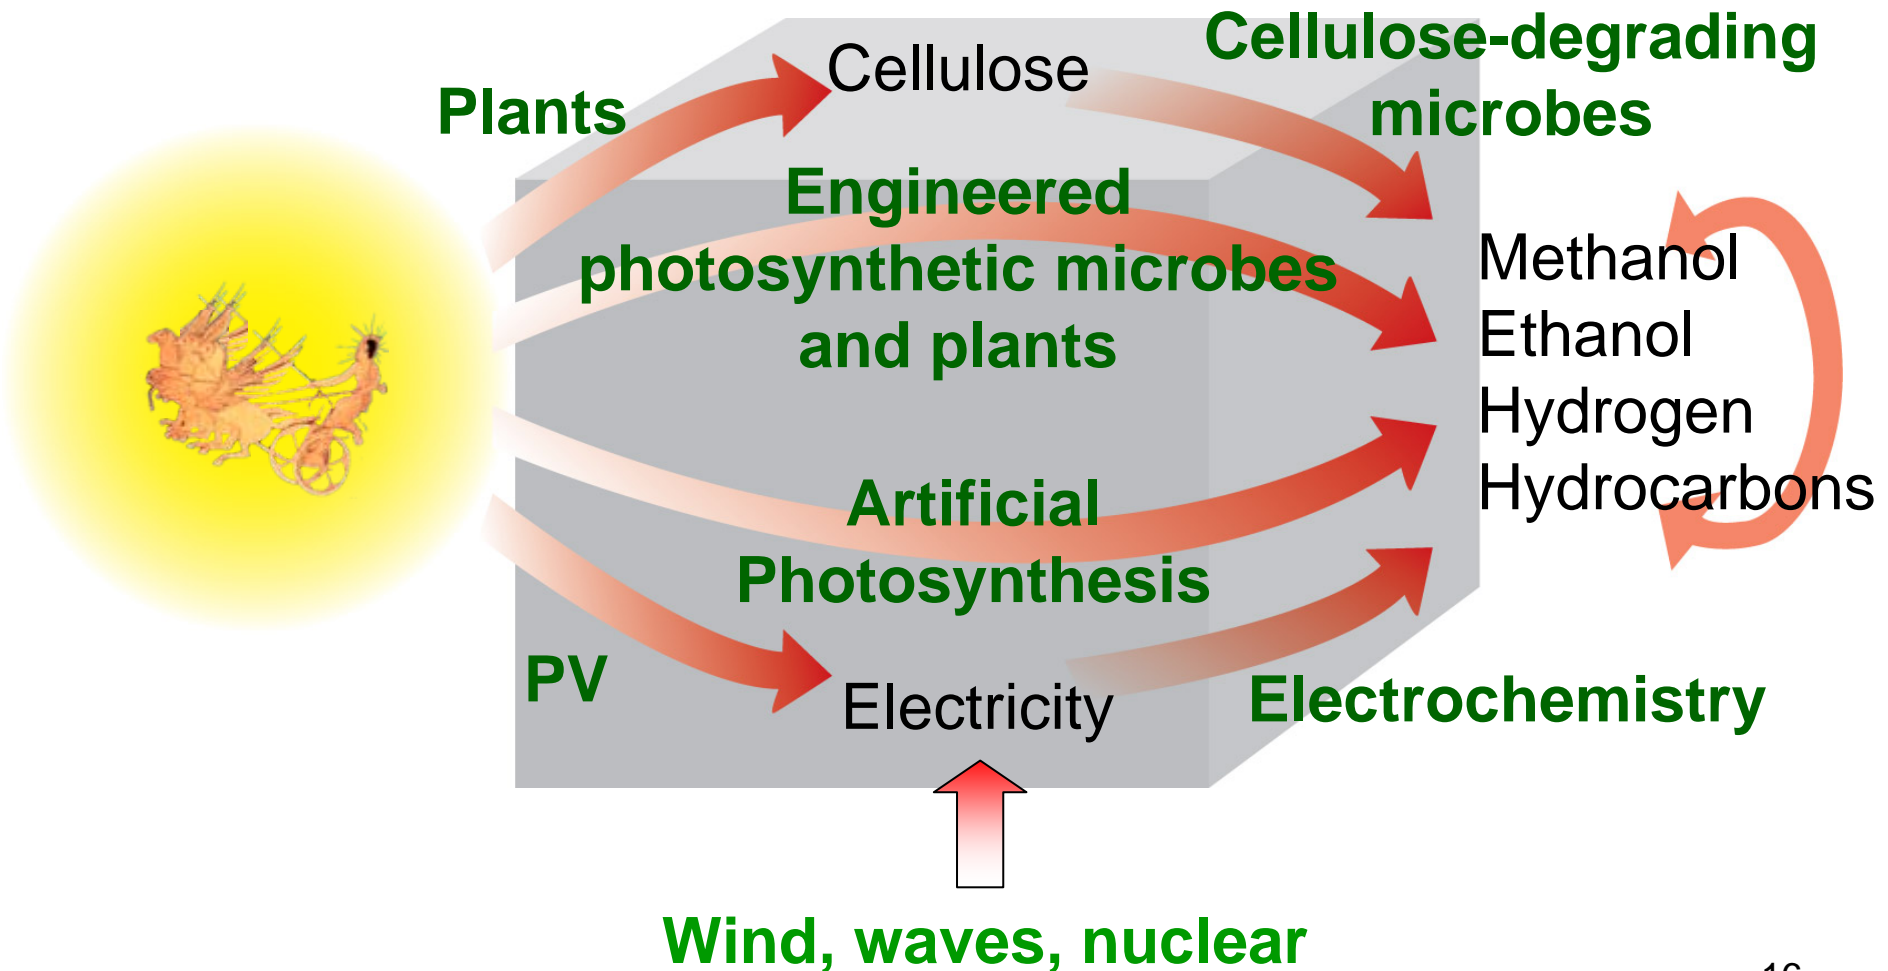 Cellulose
Cellulose-degrading
microbes
Plants
Engineered
photosynthetic microbes
and plants
Methanol
Ethanol
Hydrogen
Hydrocarbons
Artificial
Photosynthesis
PV
Electricity
Electrochemistry
Wind, waves, nuclear
16